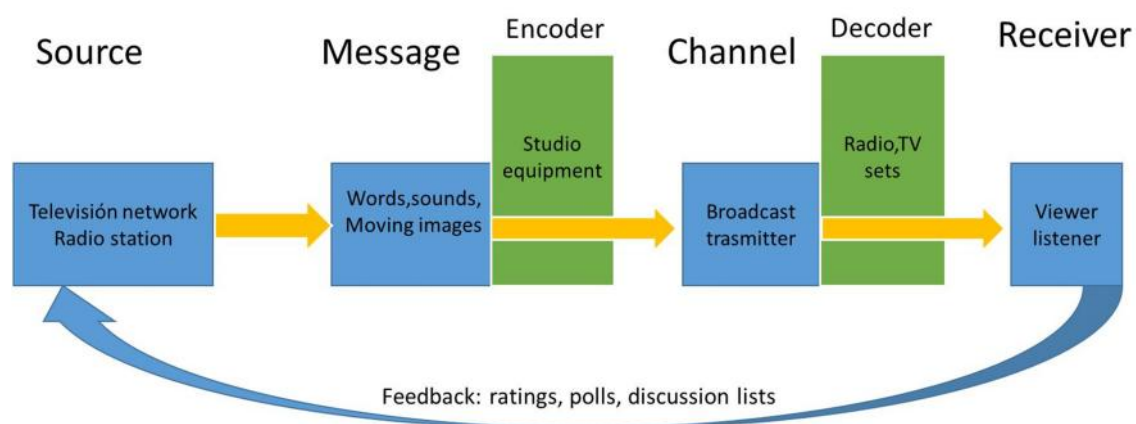 Source
Message
Encoder
Channel
Decoder
Receiver
Televisión network
Radio station
Words,sounds,
Moving images
Studio
equipment
Broadcast
trasmitter
Radio,TV
sets
Viewer
listener
Feedback: ratings, polls, discussion lists